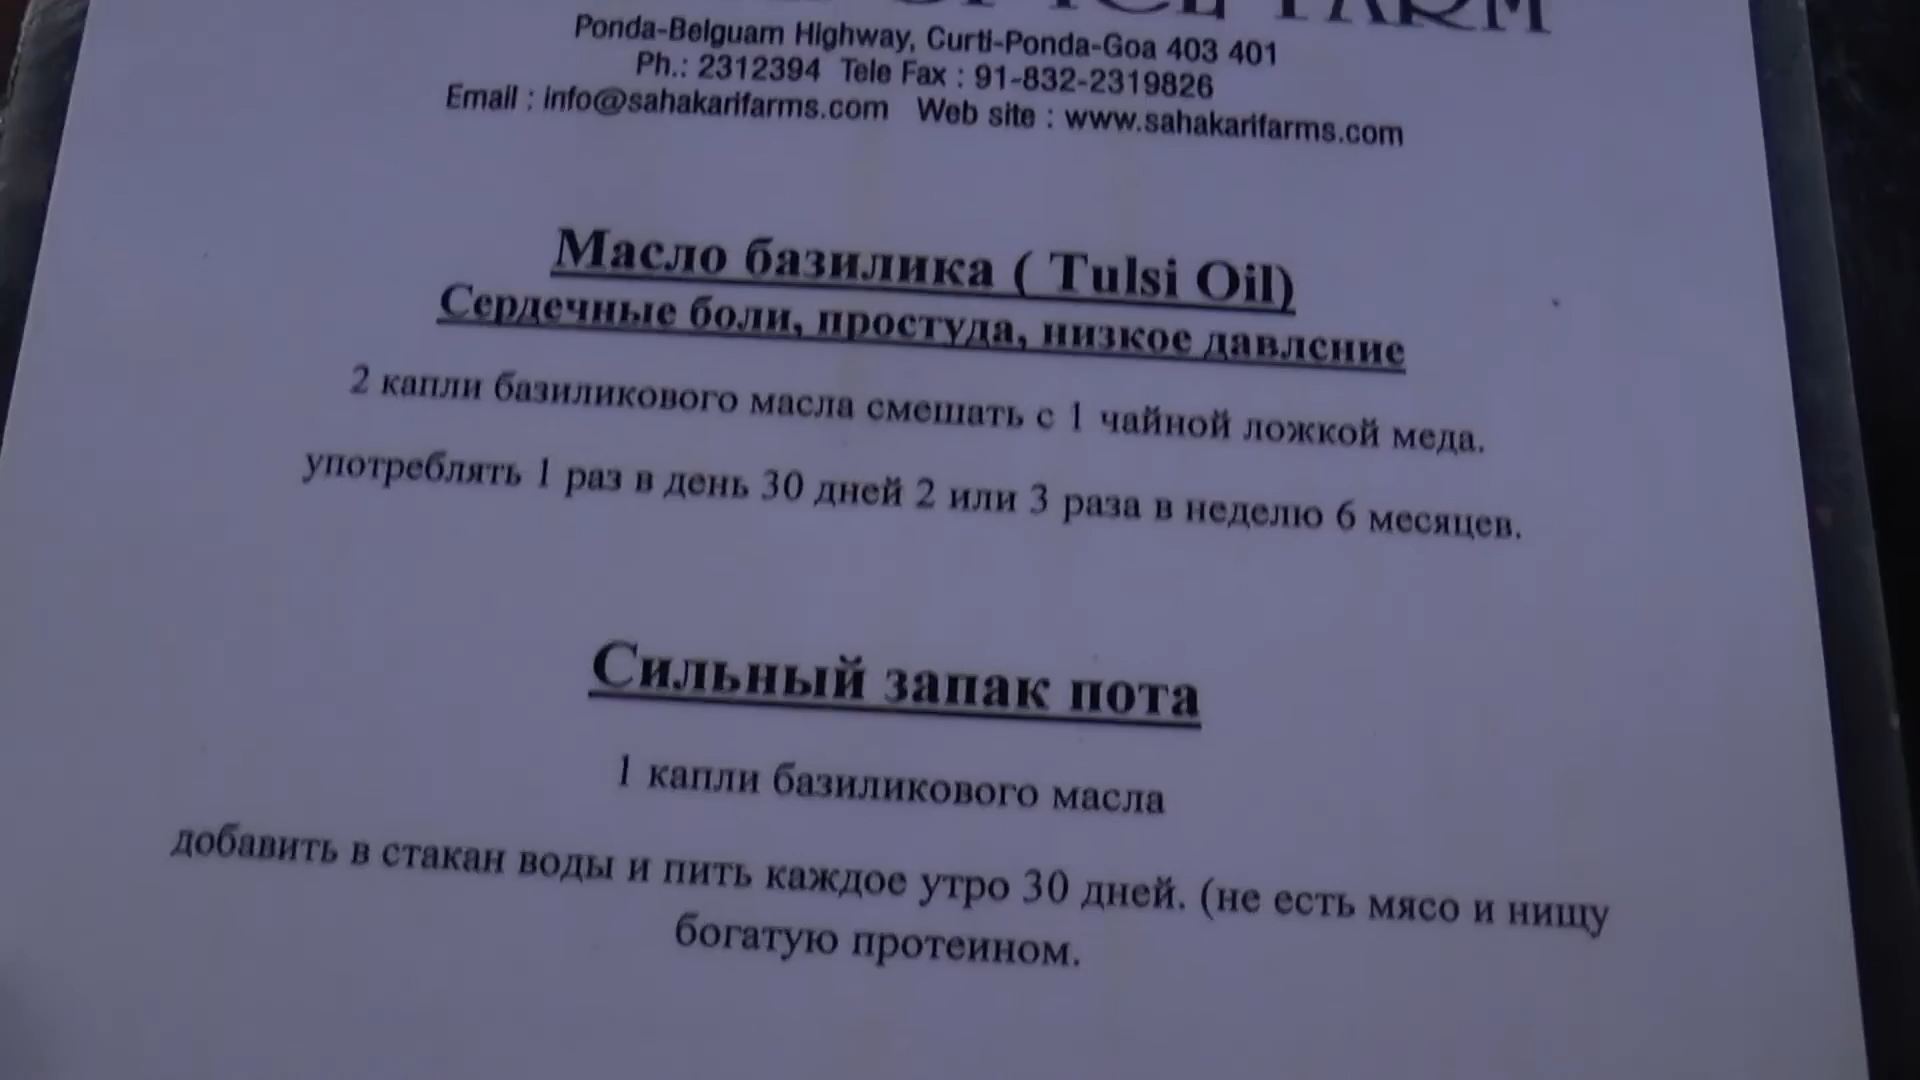 SPICE FARM
Ponda-Belguam Highway, Curti-Ponda-Goa 403 401
Ph.: 2312394 Tele Fax : 91-832-2319826
Email : info@sahakarifarms.com Web site : www.sahakarifarms.com
Масло базилика ( Tulsi Oil)
Сердечные боли, простуда, низкое давление
2 капли базиликового масла смешать с 1 чайной ложкой меда.
употреблять 1 раз в день 30 дней 2 или 3 раза в неделю 6 месяцев.
Сильный запак пота
1 капли базиликового масла
добавить в стакан воды и пить каждое утро 30 дней. (не есть мясо и нищу
богатую протеином.